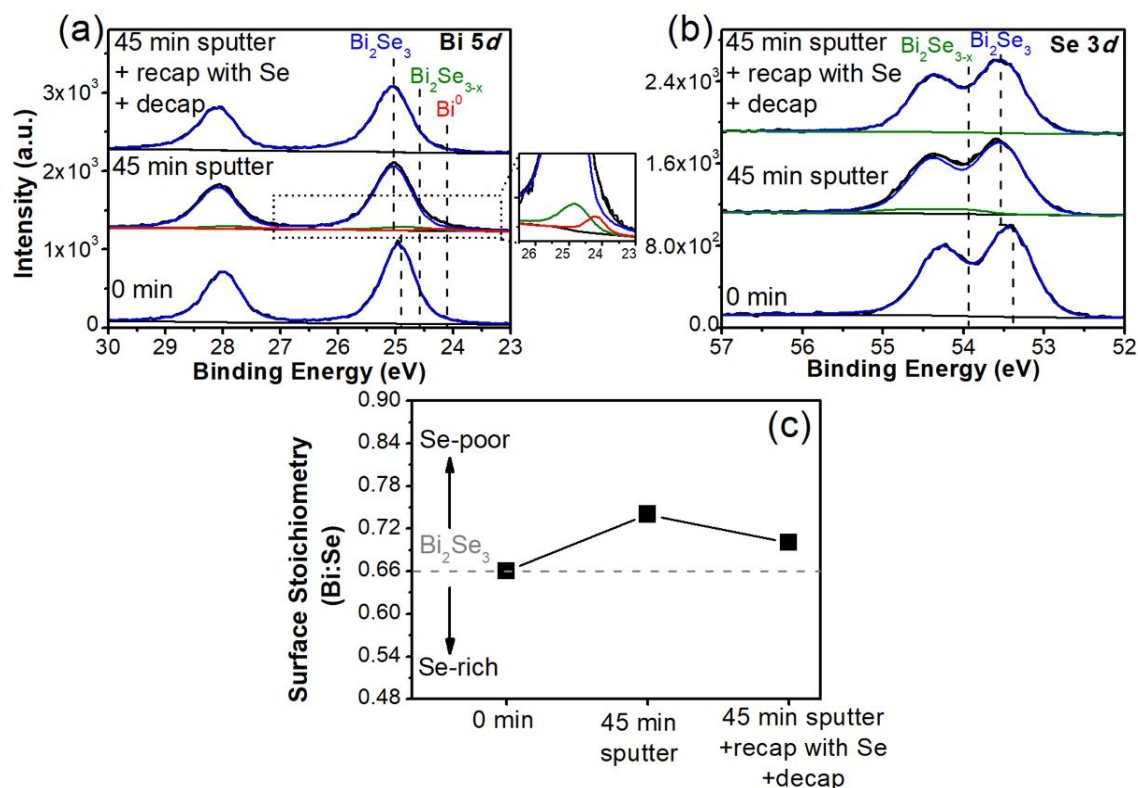 (a)
45 min sputter
+ recap with Se
+ decap
Bi₂Se₃
Bi 5d
Bi₂Se₃₋ₓ
Bi⁰
45 min sputter
0 min
3x10³
2x10³
1x10³
0
Intensity (a.u.)
30 29 28 27 26 25 24 23
Binding Energy (eV)
26 25 24 23
(b)
45 min sputter
+ recap with Se
+ decap
Bi₂Se₃₋ₓ
Bi₂Se₃
Se 3d
45 min sputter
0 min
2.4x10³
1.6x10³
8.0x10²
0.0
57 56 55 54 53 52
Binding Energy (eV)
(c)
Surface Stoichiometry
(Bi:Se)
0.90
0.84
0.78
0.72
0.66
0.60
0.54
0.48
Se-poor
Bi₂Se₃
Se-rich
0 min
45 min
sputter
45 min sputter
+recap with Se
+decap